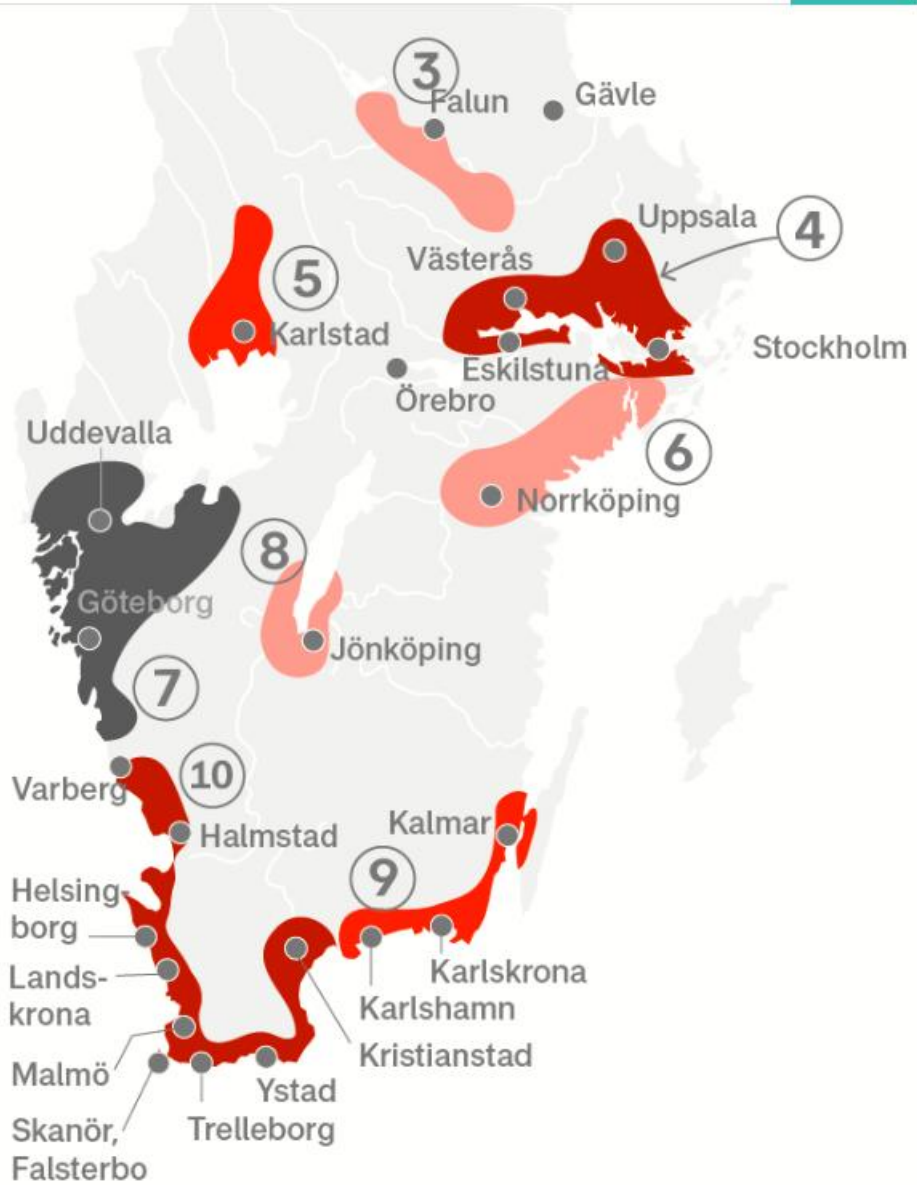 3
Falun
Gävle
Uppsala
4
Västerås
5
Karlstad
Stockholm
Eskilstuna
Örebro
Uddevalla
6
Norrköping
8
Göteborg
Jönköping
7
10
Varberg
Kalmar
Halmstad
9
Helsing-
borg
Karlskrona
Lands-
krona
Karlshamn
Kristianstad
Malmö
Ystad
Trelleborg
Skanör,
Falsterbo